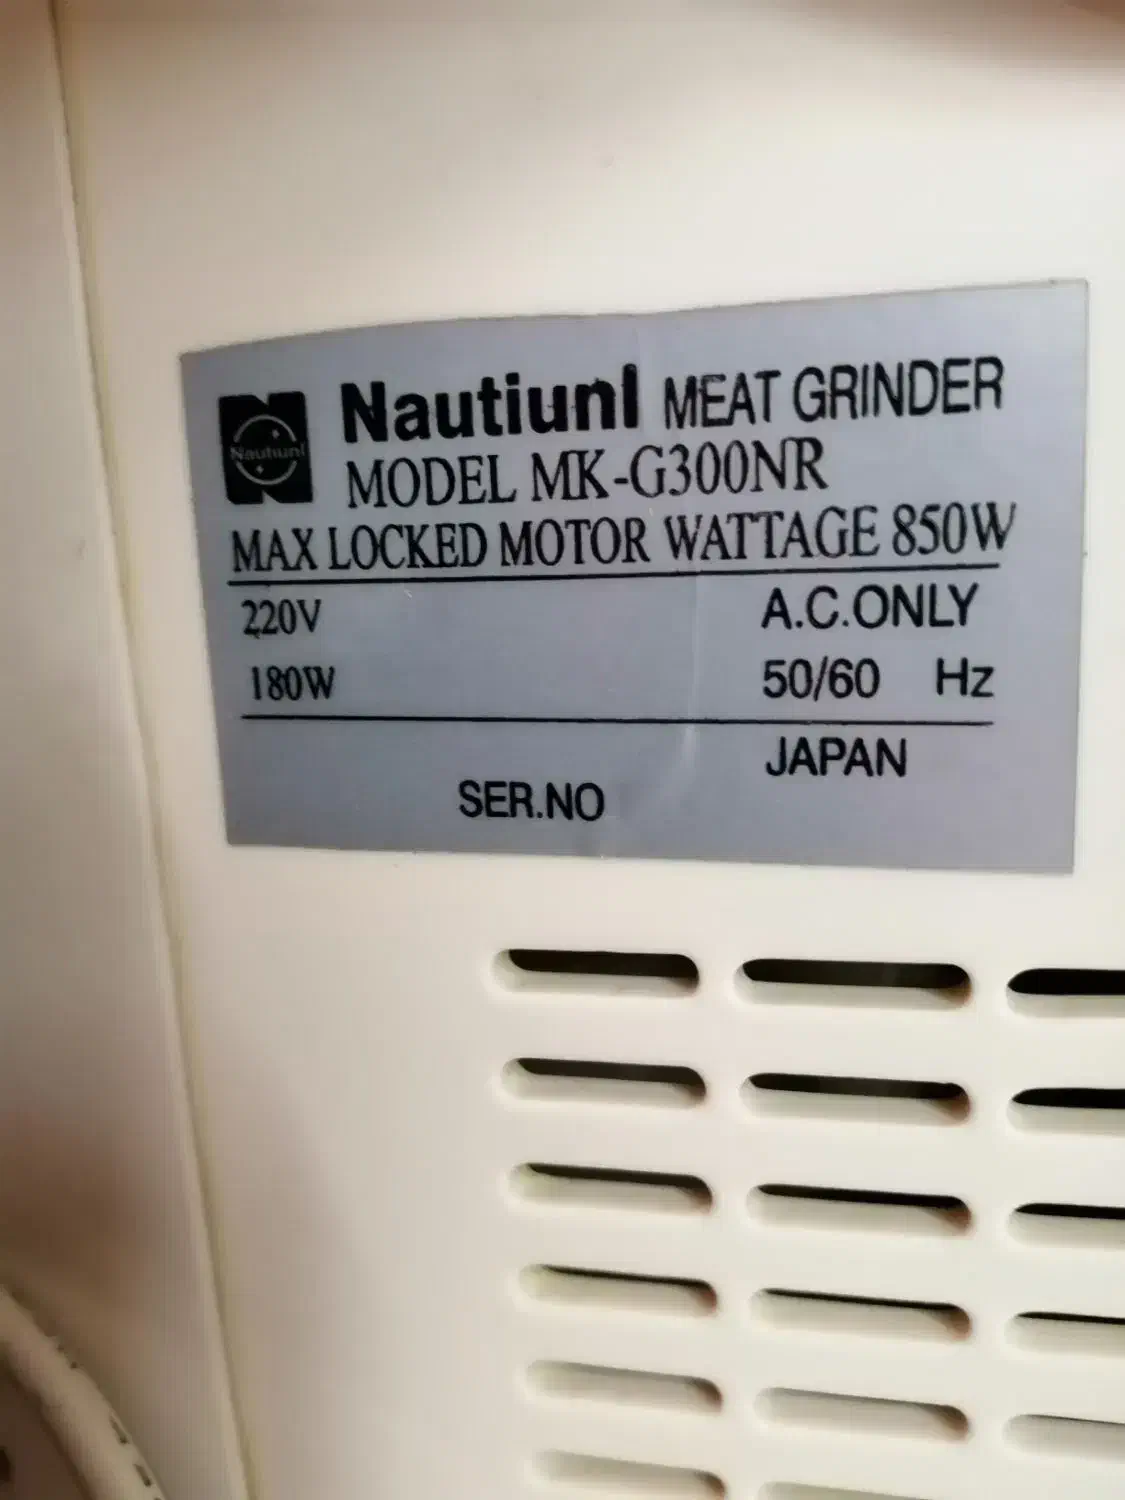 Nautiunl
Nautiunl MEAT GRINDER
MODEL MK-G300NR
MAX LOCKED MOTOR WATTAGE 850W
220V A.C.ONLY
180W 50/60 Hz
JAPAN
SER.NO